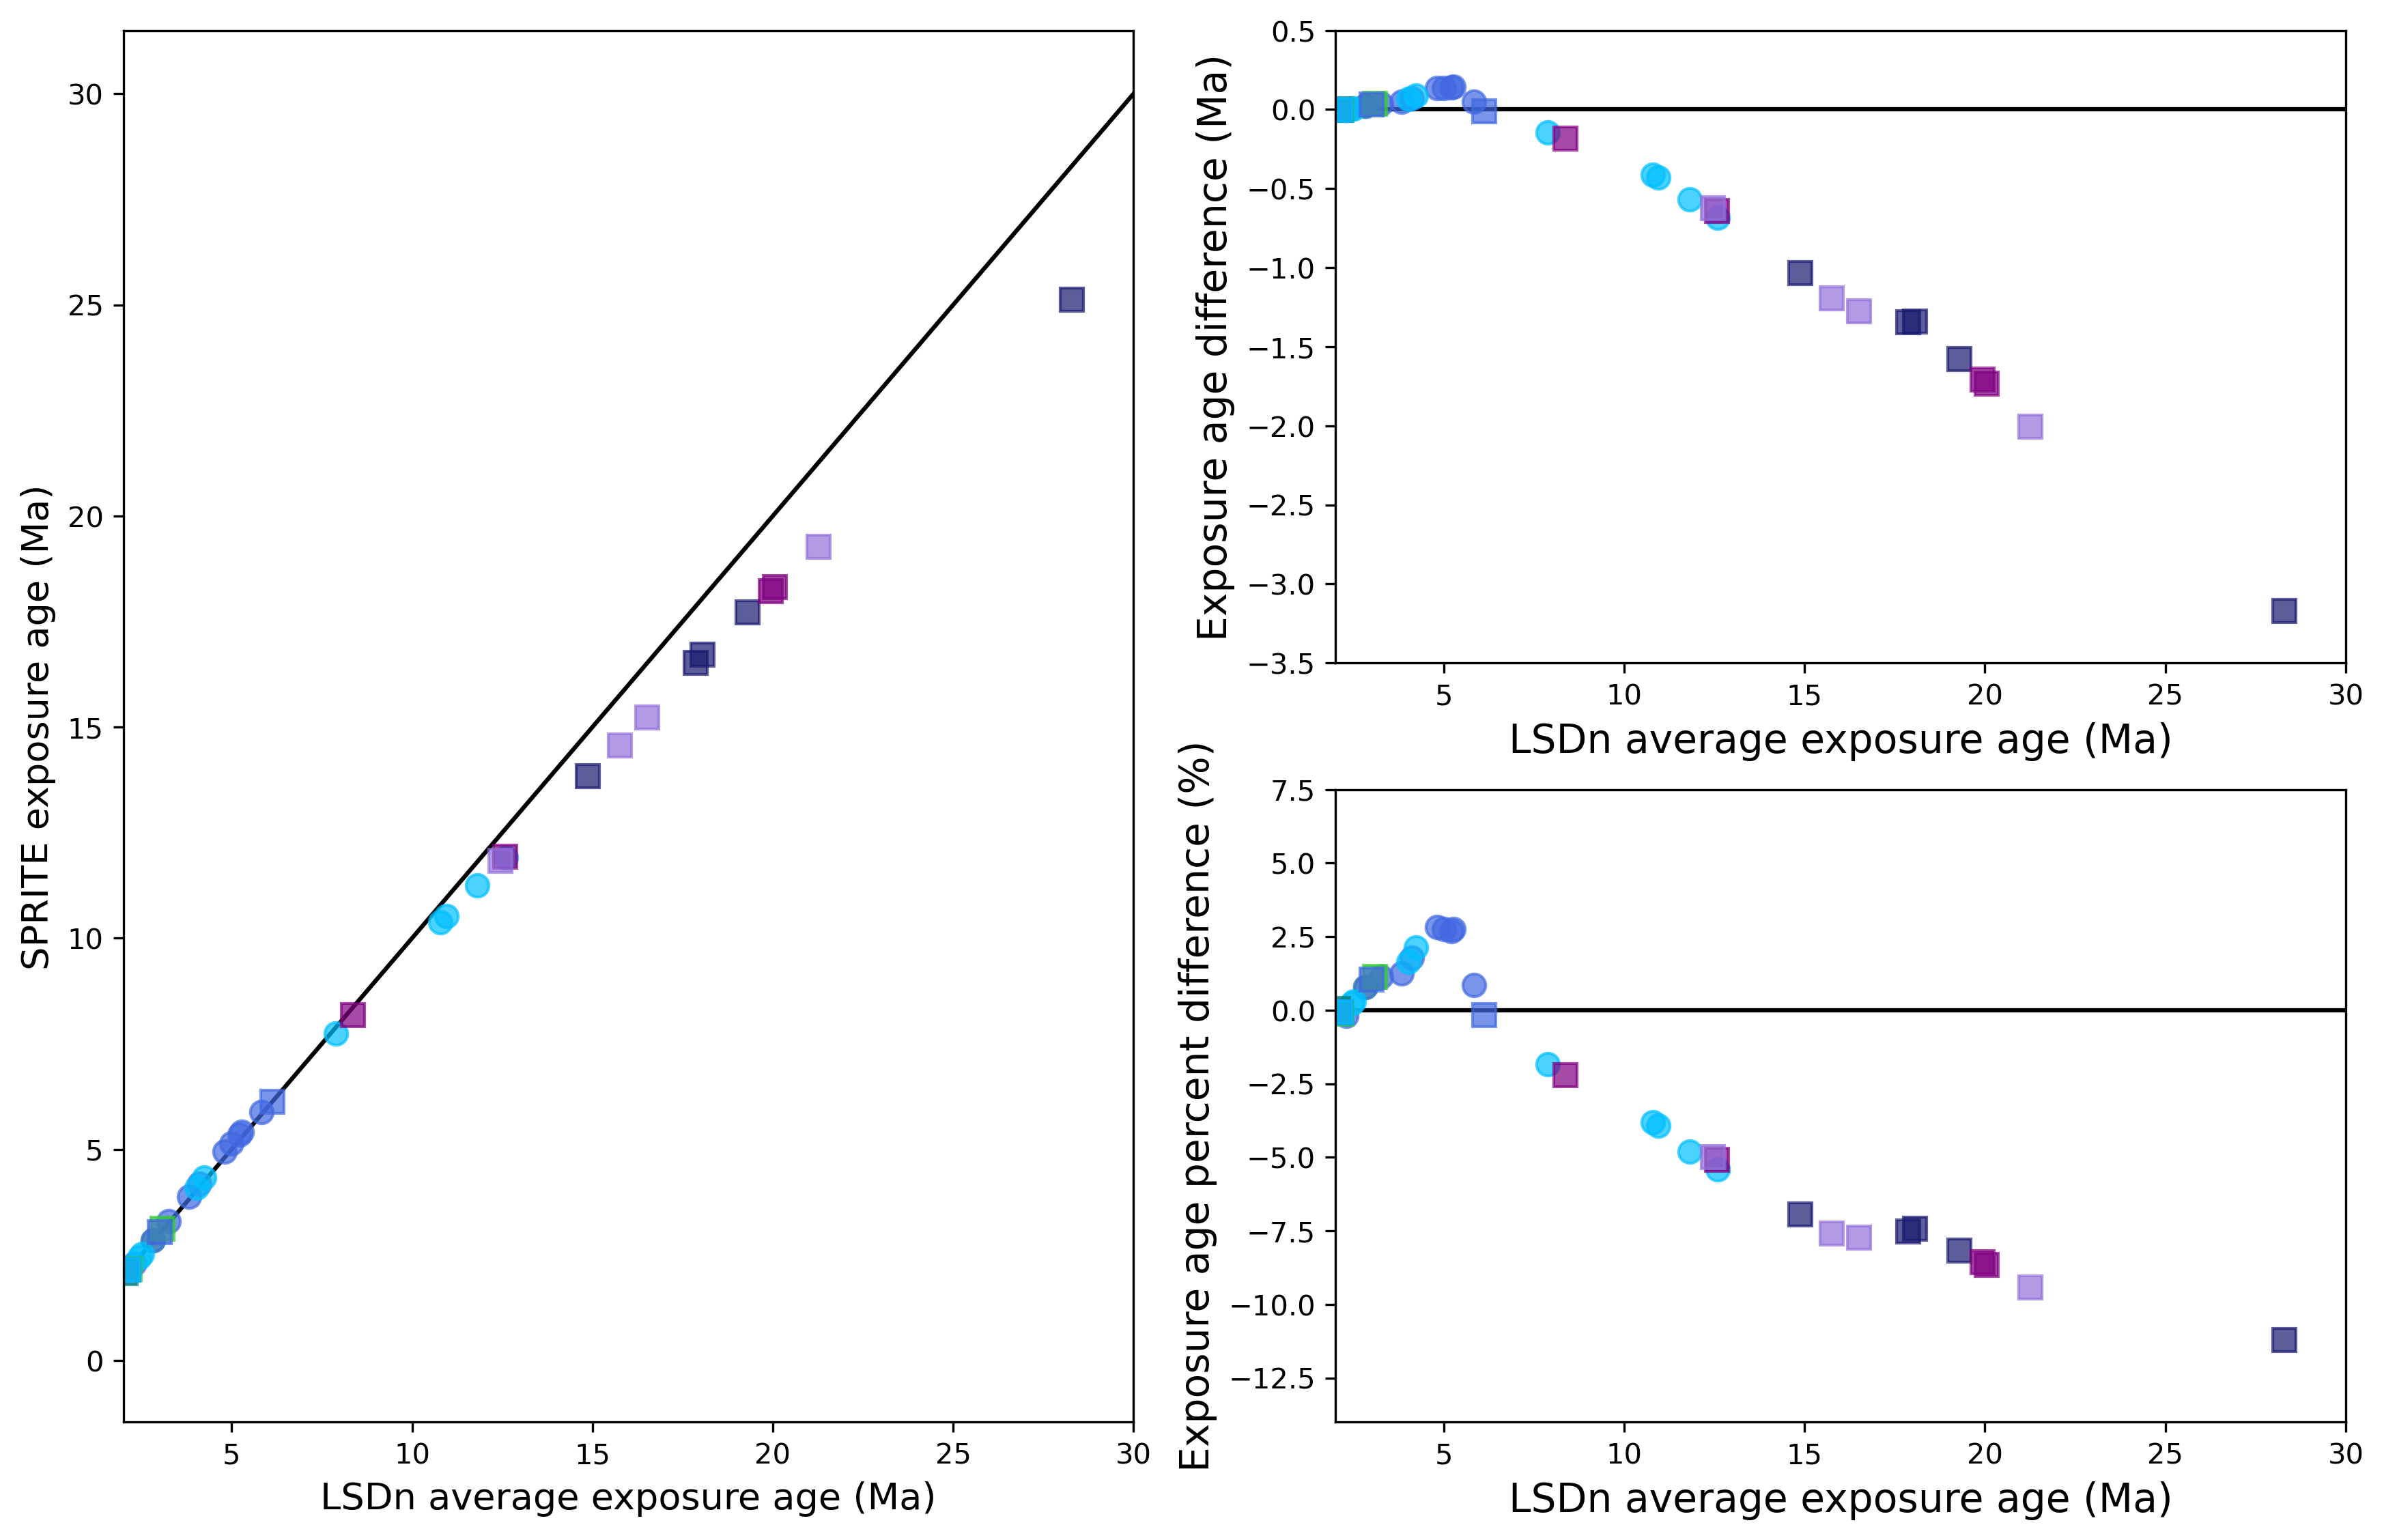 SPRITE exposure age (Ma)
30
25
20
15
10
5
0
5 10 15 20 25 30
LSDn average exposure age (Ma)
Exposure age difference (Ma)
0.5
0.0
−0.5
−1.0
−1.5
−2.0
−2.5
−3.0
−3.5
5 10 15 20 25 30
LSDn average exposure age (Ma)
Exposure age percent difference (%)
7.5
5.0
2.5
0.0
−2.5
−5.0
−7.5
−10.0
−12.5
5 10 15 20 25 30
LSDn average exposure age (Ma)